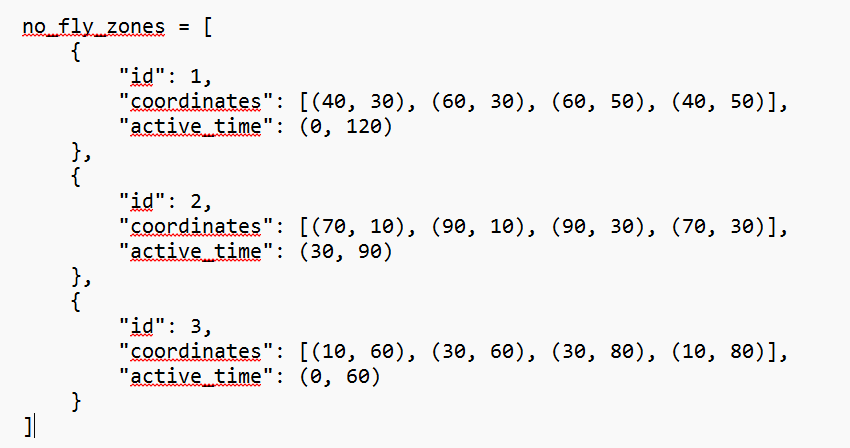 no_fly_zones = [
    {
        "id": 1,
        "coordinates": [(40, 30), (60, 30), (60, 50), (40, 50)],
        "active_time": (0, 120)
    },
    {
        "id": 2,
        "coordinates": [(70, 10), (90, 10), (90, 30), (70, 30)],
        "active_time": (30, 90)
    },
    {
        "id": 3,
        "coordinates": [(10, 60), (30, 60), (30, 80), (10, 80)],
        "active_time": (0, 60)
    }
]